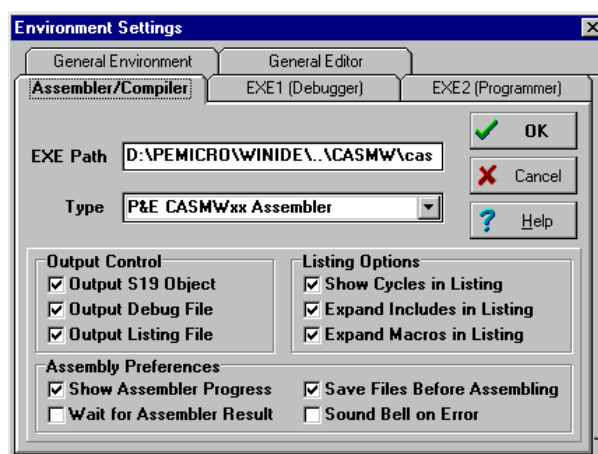 Environment Settings
General Environment General Editor
Assembler/Compiler EXE1 (Debugger) EXE2 (Programmer)
OK
EXE Path D:\PEMICRO\WINIDE\..\CASMW\cas
Cancel
Type P&E CASMWxx Assembler
Help
Output Control Listing Options
Output S19 Object Show Cycles in Listing
Output Debug File Expand Includes in Listing
Output Listing File Expand Macros in Listing
Assembly Preferences
Show Assembler Progress Save Files Before Assembling
Wait for Assembler Result Sound Bell on Error